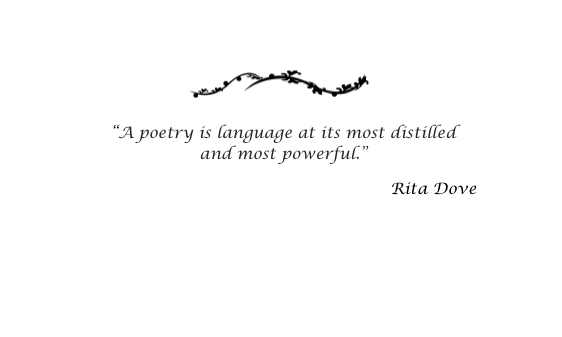 “A poetry is language at its most distilled
and most powerful.”
Rita Dove